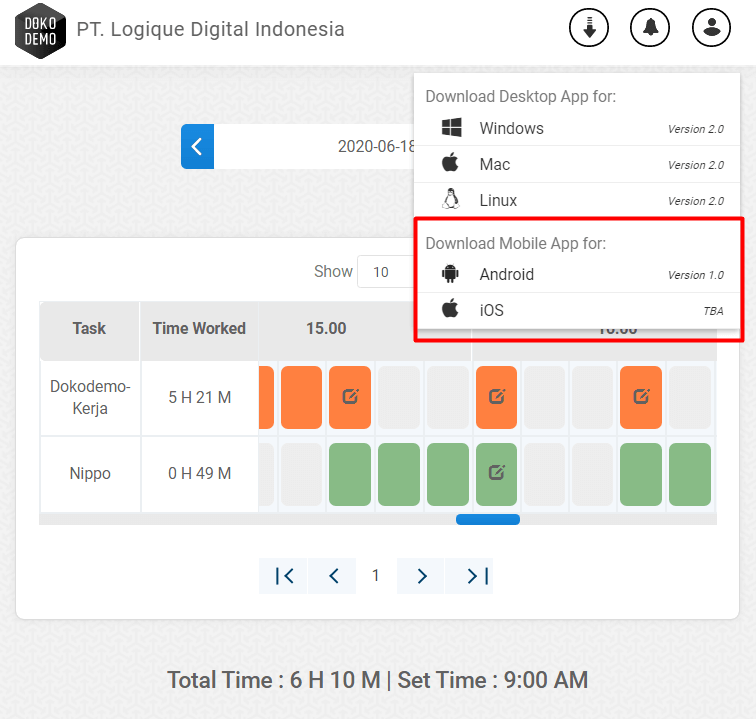 DOKO
DEMO
PT. Logique Digital Indonesia
Download Desktop App for:
Windows Version 2.0
Mac Version 2.0
Linux Version 2.0
Download Mobile App for:
Android Version 1.0
iOS TBA
2020-06-18
Show 10
Task Time Worked 15.00 16.00
Dokodemo-
Kerja 5 H 21 M
Nippo 0 H 49 M
1
Total Time : 6 H 10 M | Set Time : 9:00 AM